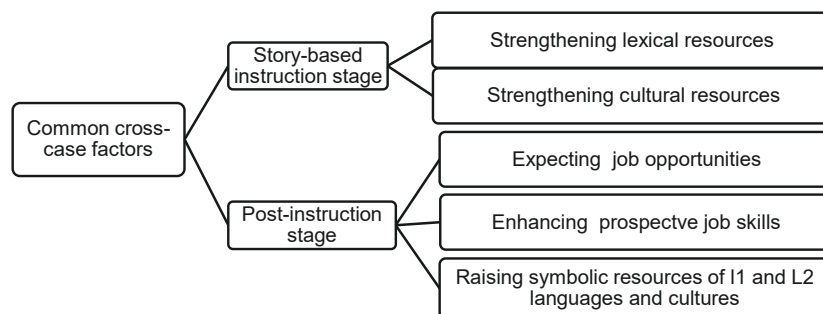 Common cross-
case factors
Story-based
instruction stage
Strengthening lexical resources
Strengthening cultural resources
Post-instruction
stage
Expecting job opportunities
Enhancing prospectve job skills
Raising symbolic resources of l1 and L2
languages and cultures